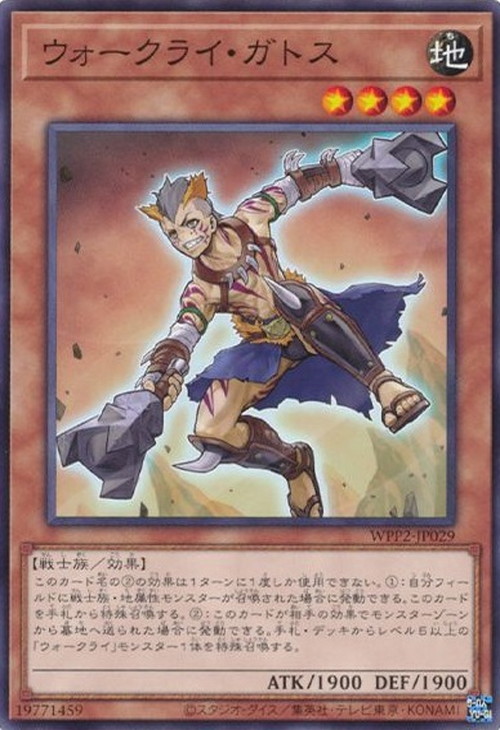 ウォークライ・ガトス
地
WPP2-JP029
【戦士族/効果】
このカード名の②の効果は1ターンに1度しか使用できない。①:自分フィー
ルドに戦士族・地属性モンスターが召喚された場合に発動できる。このカード
を手札から特殊召喚する。②:このカードが相手の効果でモンスターゾーン
から墓地へ送られた場合に発動できる。手札・デッキからレベル5以上の
「ウォークライ」モンスター1体を特殊召喚する。
ATK/1900 DEF/1900
19771459 ©スタジオ・ダイス/集英社・テレビ東京・KONAMI